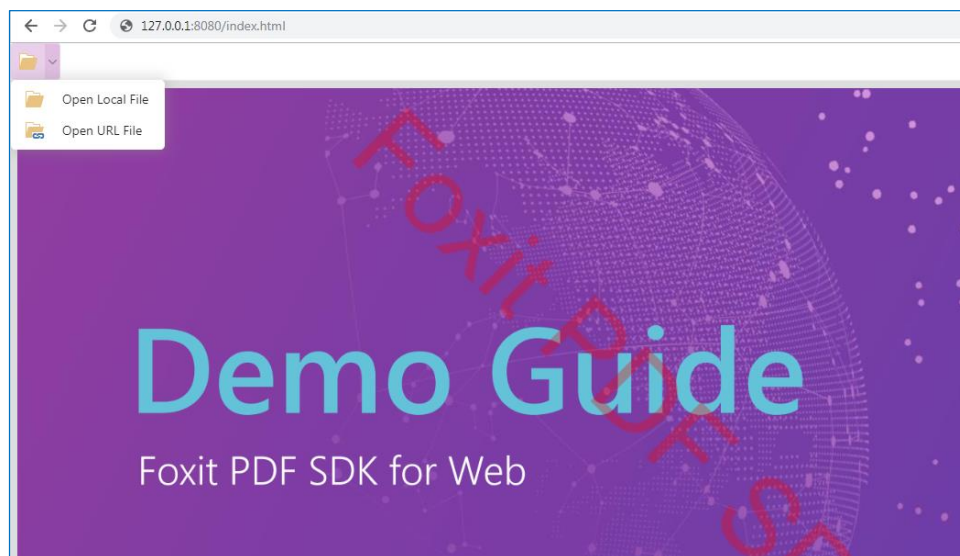 127.0.0.1:8080/index.html
Open Local File
Open URL File
Demo Guide
Foxit PDF SDK for Web
Foxit PDF